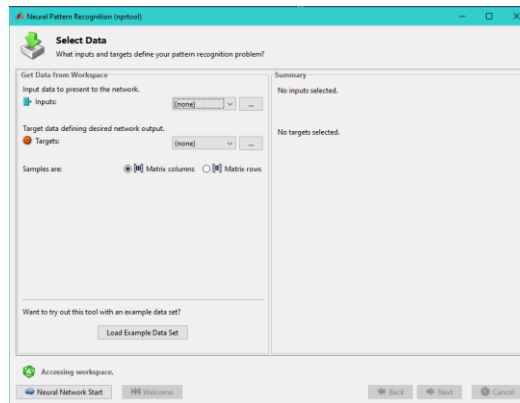 Neural Pattern Recognition (nprtool)
Select Data
What inputs and targets define your pattern recognition problem?
Get Data from Workspace
Input data to present to the network.
Inputs:
(none)
...
Target data defining desired network output.
Targets:
(none)
...
Samples are:
Matrix columns
Matrix rows
Want to try out this tool with an example data set?
Load Example Data Set
Summary
No inputs selected.
No targets selected.
Accessing workspace.
Neural Network Start
Welcome
Back
Next
Cancel